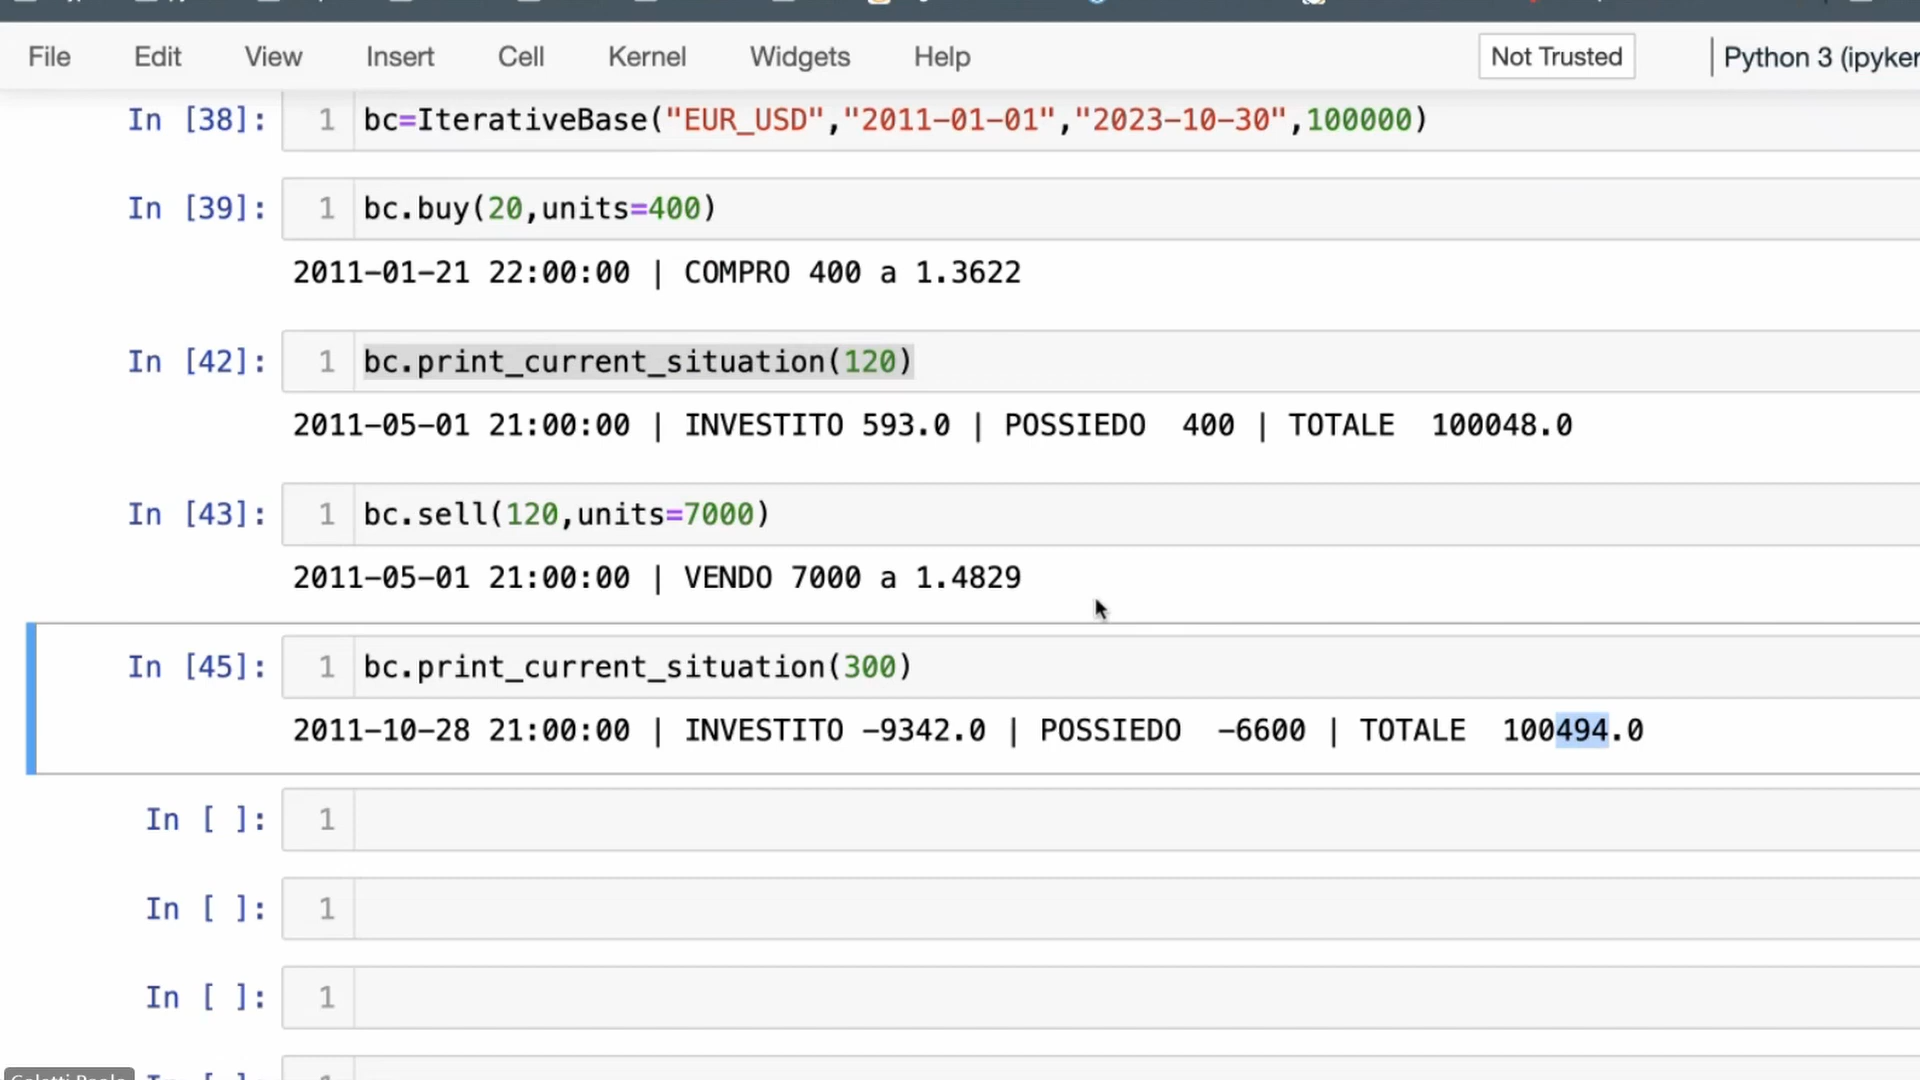 File Edit View Insert Cell Kernel Widgets Help Not Trusted Python 3 (ipyker
In [38]: 1 bc=IterativeBase("EUR_USD","2011-01-01","2023-10-30",100000)
In [39]: 1 bc.buy(20,units=400)
2011-01-21 22:00:00 | COMPRO 400 a 1.3622
In [42]: 1 bc.print_current_situation(120)
2011-05-01 21:00:00 | INVESTITO 593.0 | POSSIEDO  400 | TOTALE  100048.0
In [43]: 1 bc.sell(120,units=7000)
2011-05-01 21:00:00 | VENDO 7000 a 1.4829
In [45]: 1 bc.print_current_situation(300)
2011-10-28 21:00:00 | INVESTITO -9342.0 | POSSIEDO  -6600 | TOTALE  100494.0
In [ ]: 1
In [ ]: 1
In [ ]: 1